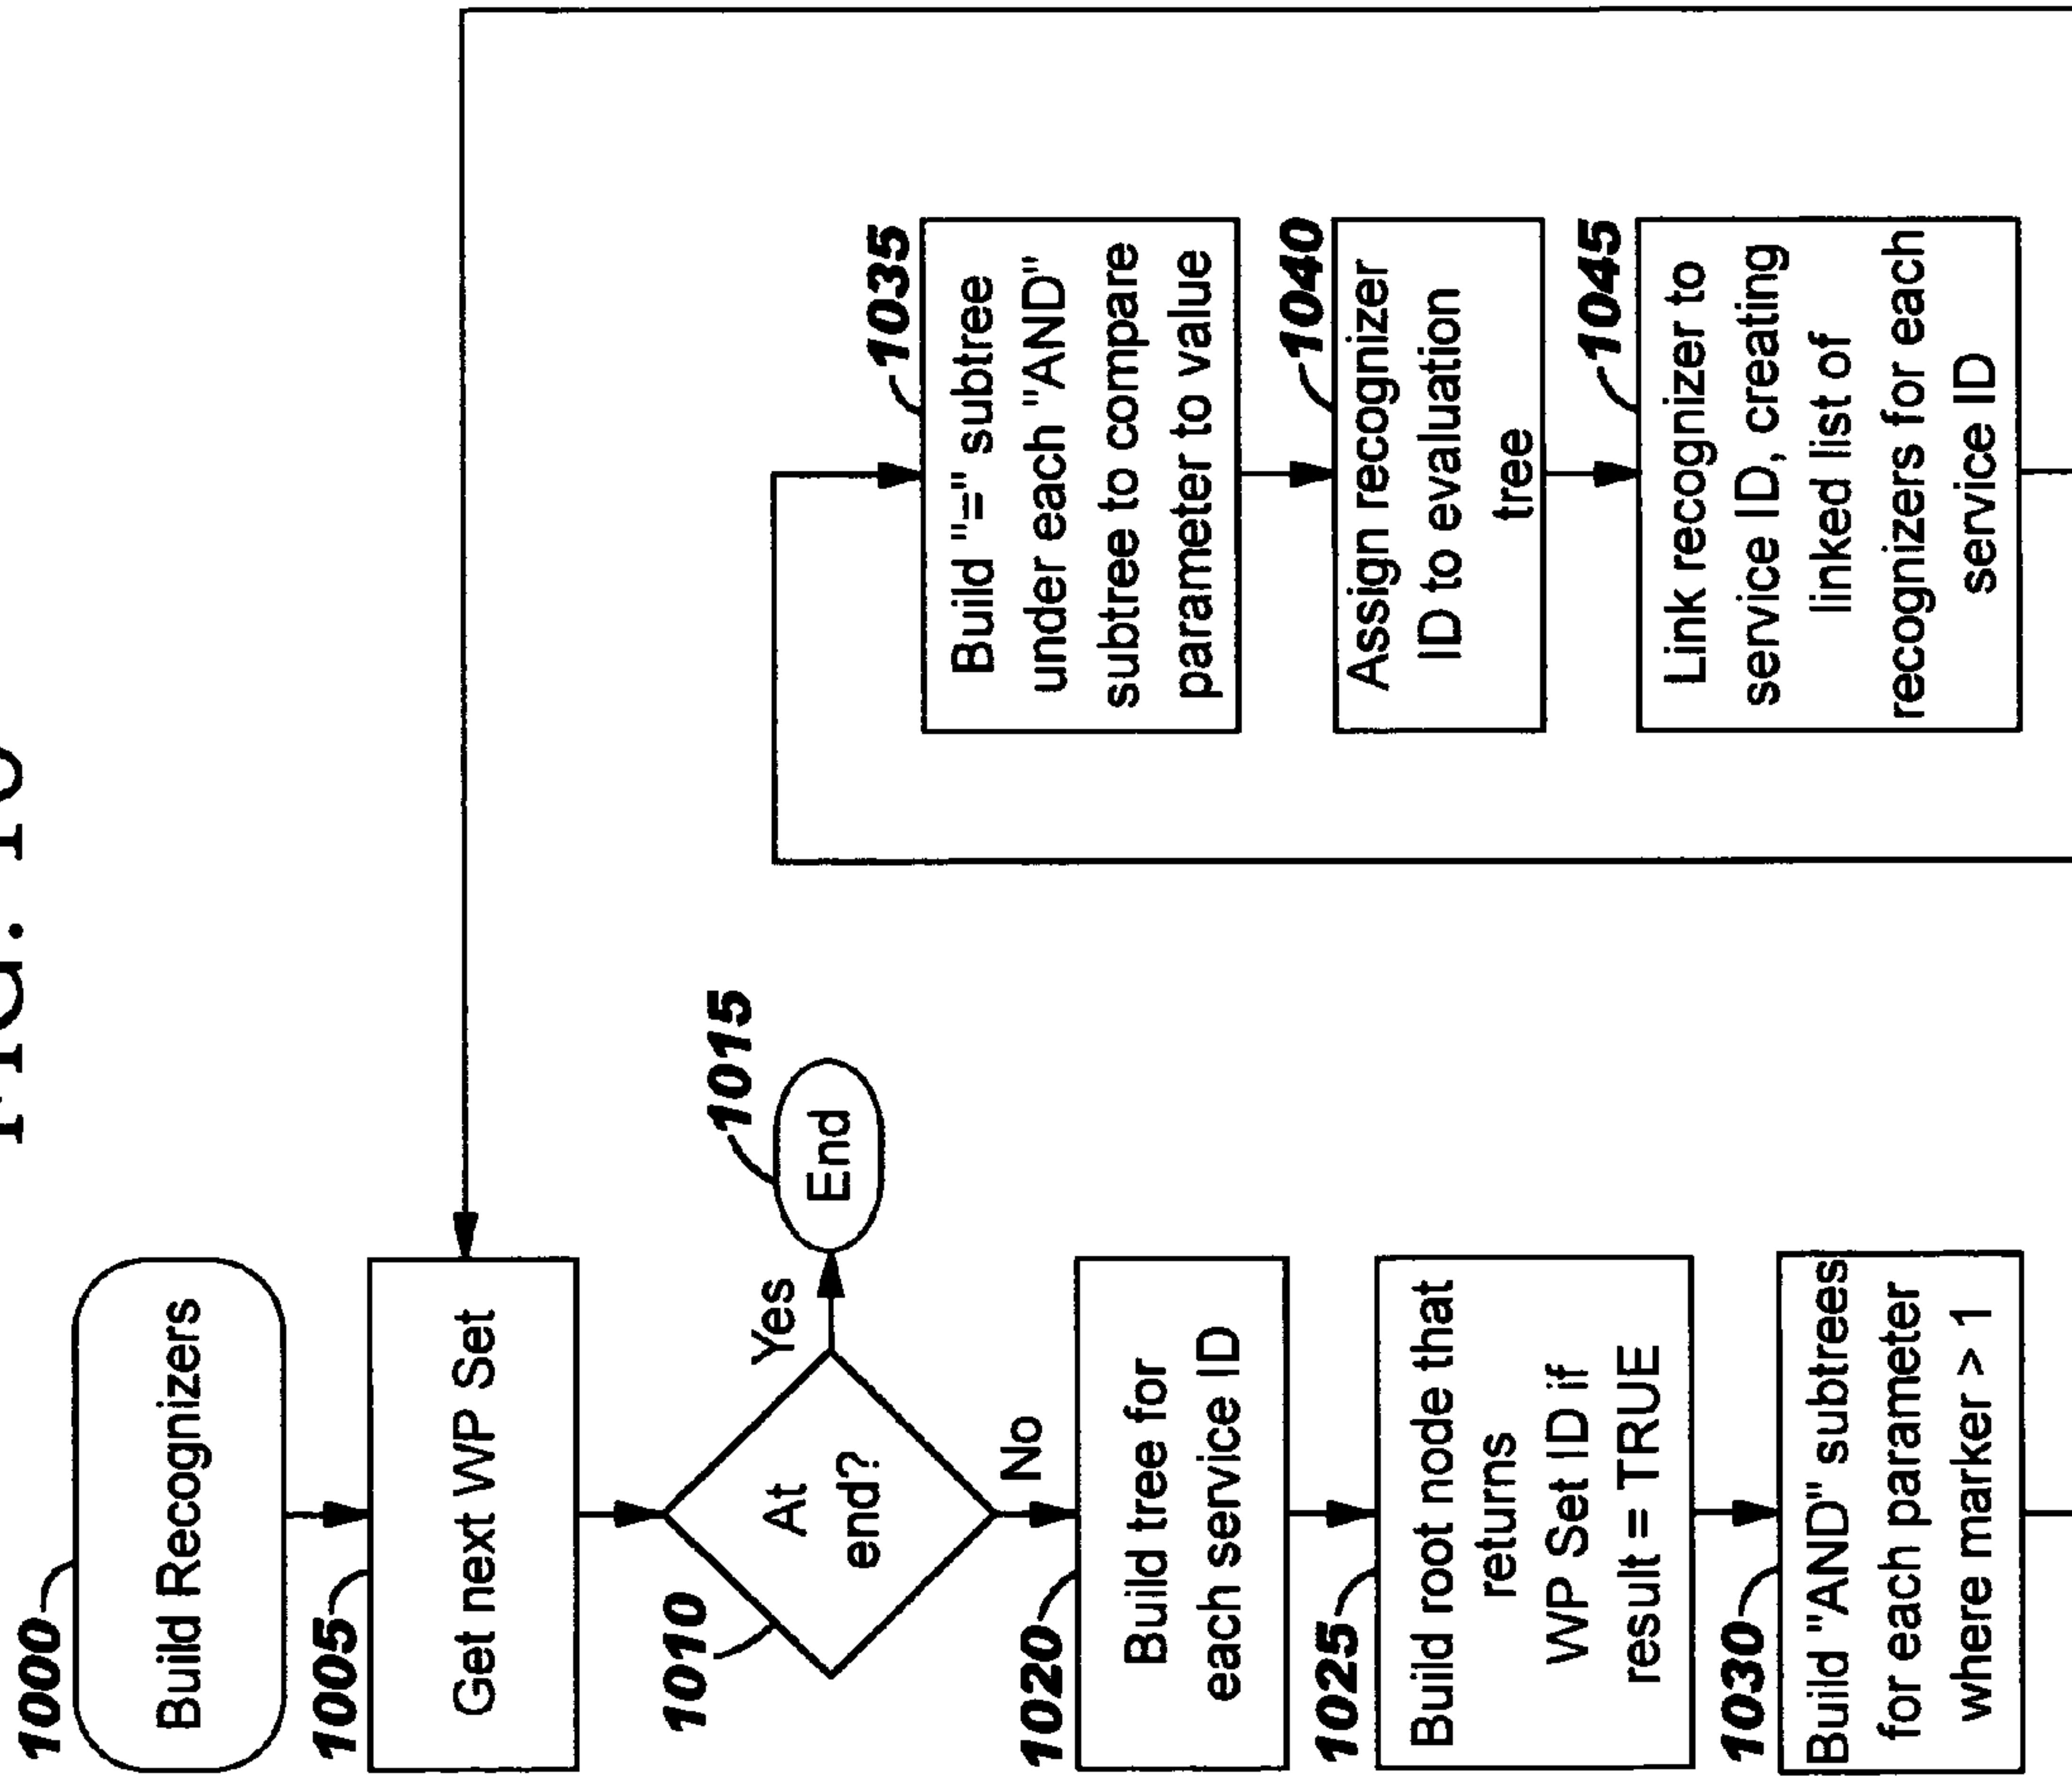 1000
Build Recognizers
1005
Get next WP Set
1010
At
end?
Yes
1015
End
No
1020
Build tree for
each service ID
1025
Build root node that
returns
WP Set ID if
result = TRUE
1030
Build "AND" subtrees
for each parameter
where marker > 1
1035
Build "=" subtree
under each "AND"
subtree to compare
parameter to value
1040
Assign recognizer
ID to evaluation
tree
1045
Link recognizer to
service ID, creating
linked list of
recognizers for each
service ID